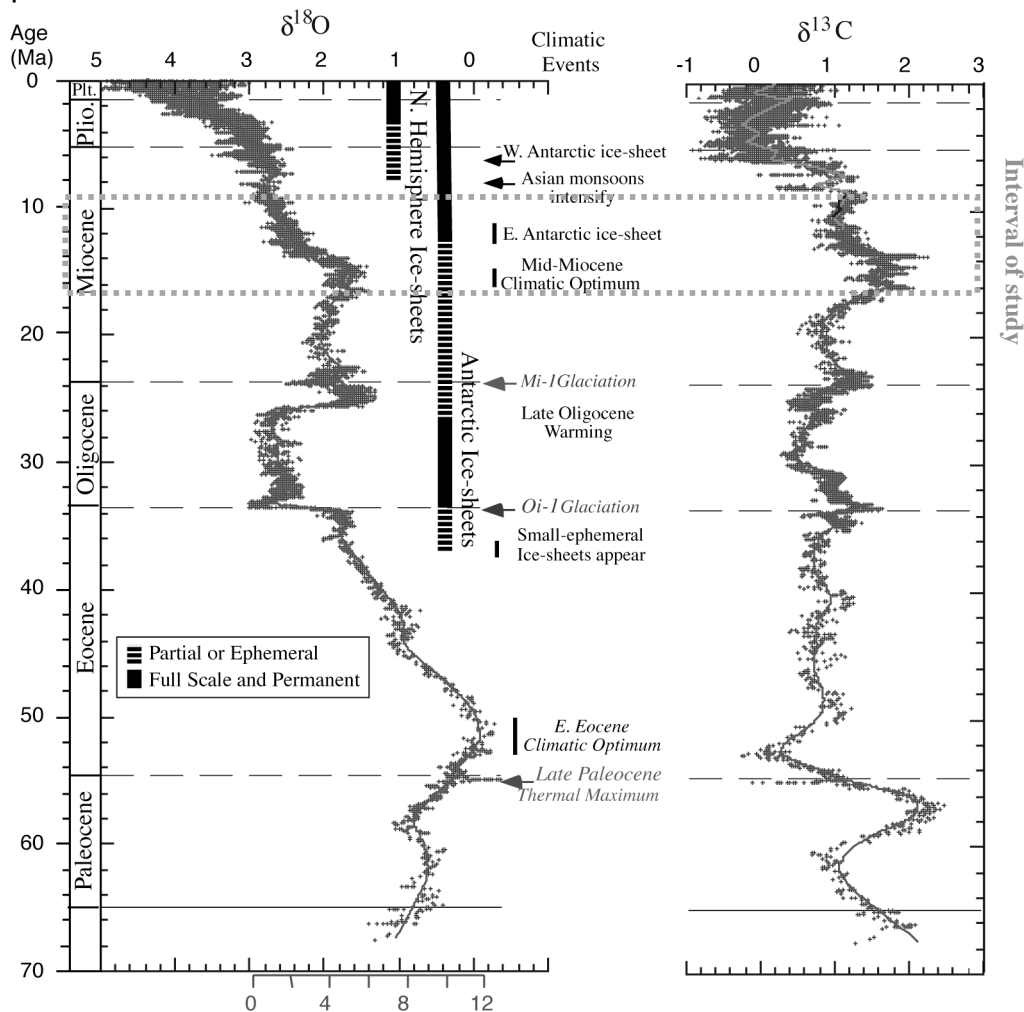 δ18O
δ13C
Age
(Ma)
5 4 3 2 1 0
Climatic
Events
-1 0 1 2 3
0
10
20
30
40
50
60
70
Plt.
Plio.
Miocene
Oligocene
Eocene
Paleocene
N. Hemisphere Ice-sheets
Antarctic Ice-sheets
W. Antarctic ice-sheet
Asian monsoons
intensify
E. Antarctic ice-sheet
Mid-Miocene
Climatic Optimum
Mi-1Glaciation
Late Oligocene
Warming
Oi-1Glaciation
Small-ephemeral
Ice-sheets appear
Partial or Ephemeral
Full Scale and Permanent
E. Eocene
Climatic Optimum
Late Paleocene
Thermal Maximum
Interval of study
0 4 8 12